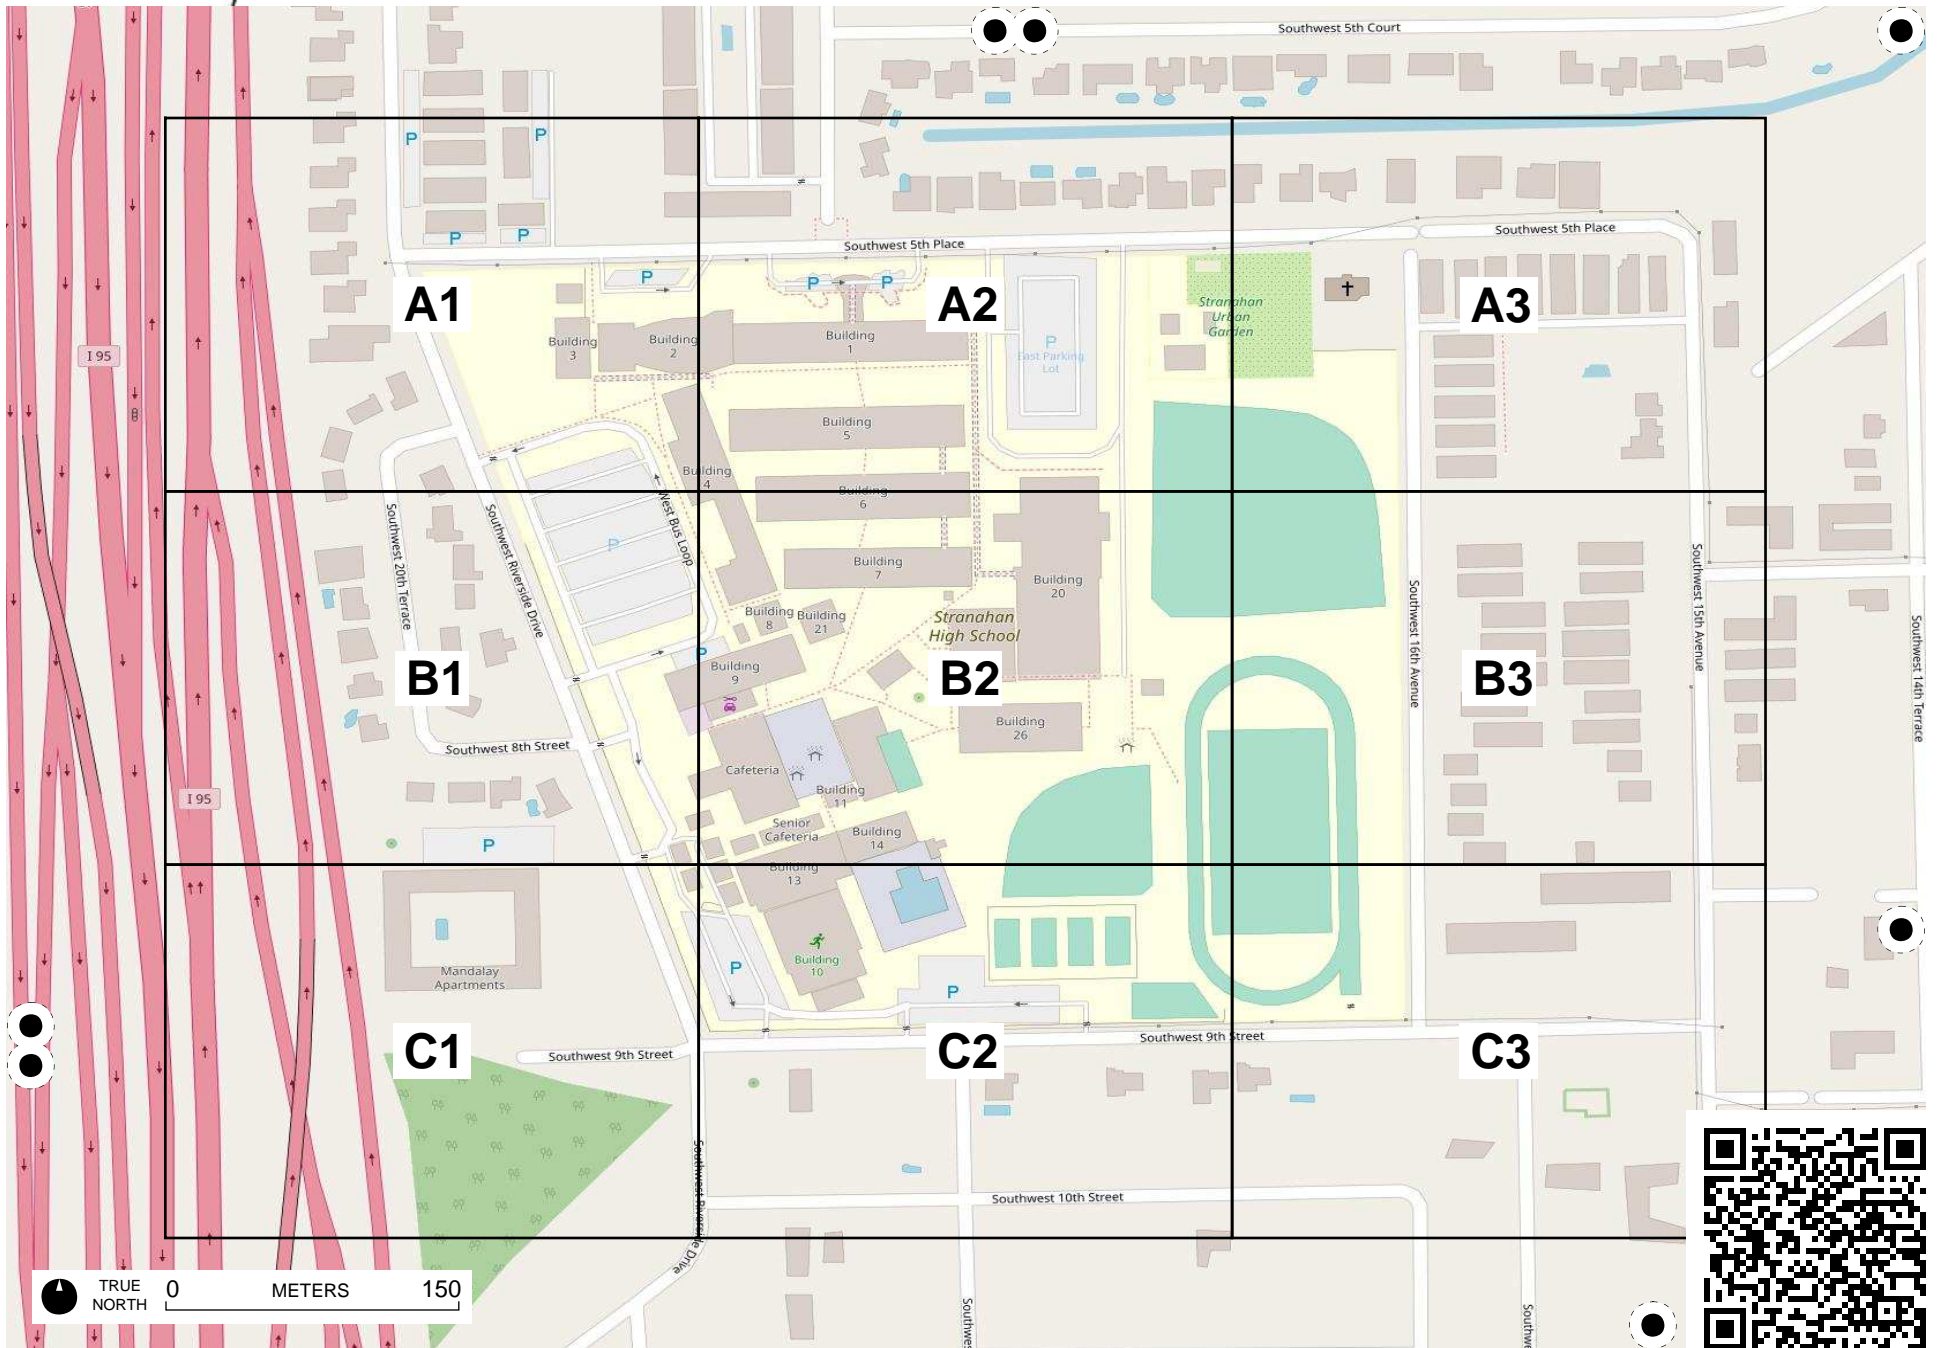 Southwest 5th Court
P
P
P
P
Southwest 5th Place
Southwest 5th Place
P
P
P
A1
A2
A3
Stranahan
Urban
Garden
Building
3
Building
2
Building
1
P
East Parking
Lot
I 95
Building
5
Building
4
Building
6
West Bus Loop
P
Southwest 20th Terrace
Southwest Riverside Drive
Building
7
Building
20
Building
8
Building
21
Stranahan
High School
Southwest 16th Avenue
Southwest 15th Avenue
Southwest 14th Terrace
B1
B2
B3
P
Building
9
Building
26
Southwest 8th Street
Cafeteria
Building
11
I 95
Senior
Cafeteria
Building
14
P
Building
13
Building
10
P
P
Mandalay
Apartments
C1
C2
C3
Southwest 9th Street
Southwest 9th Street
Southwest Riverside Drive
Southwest 10th Street
TRUE
NORTH
0
METERS
150
Southwes
Southw